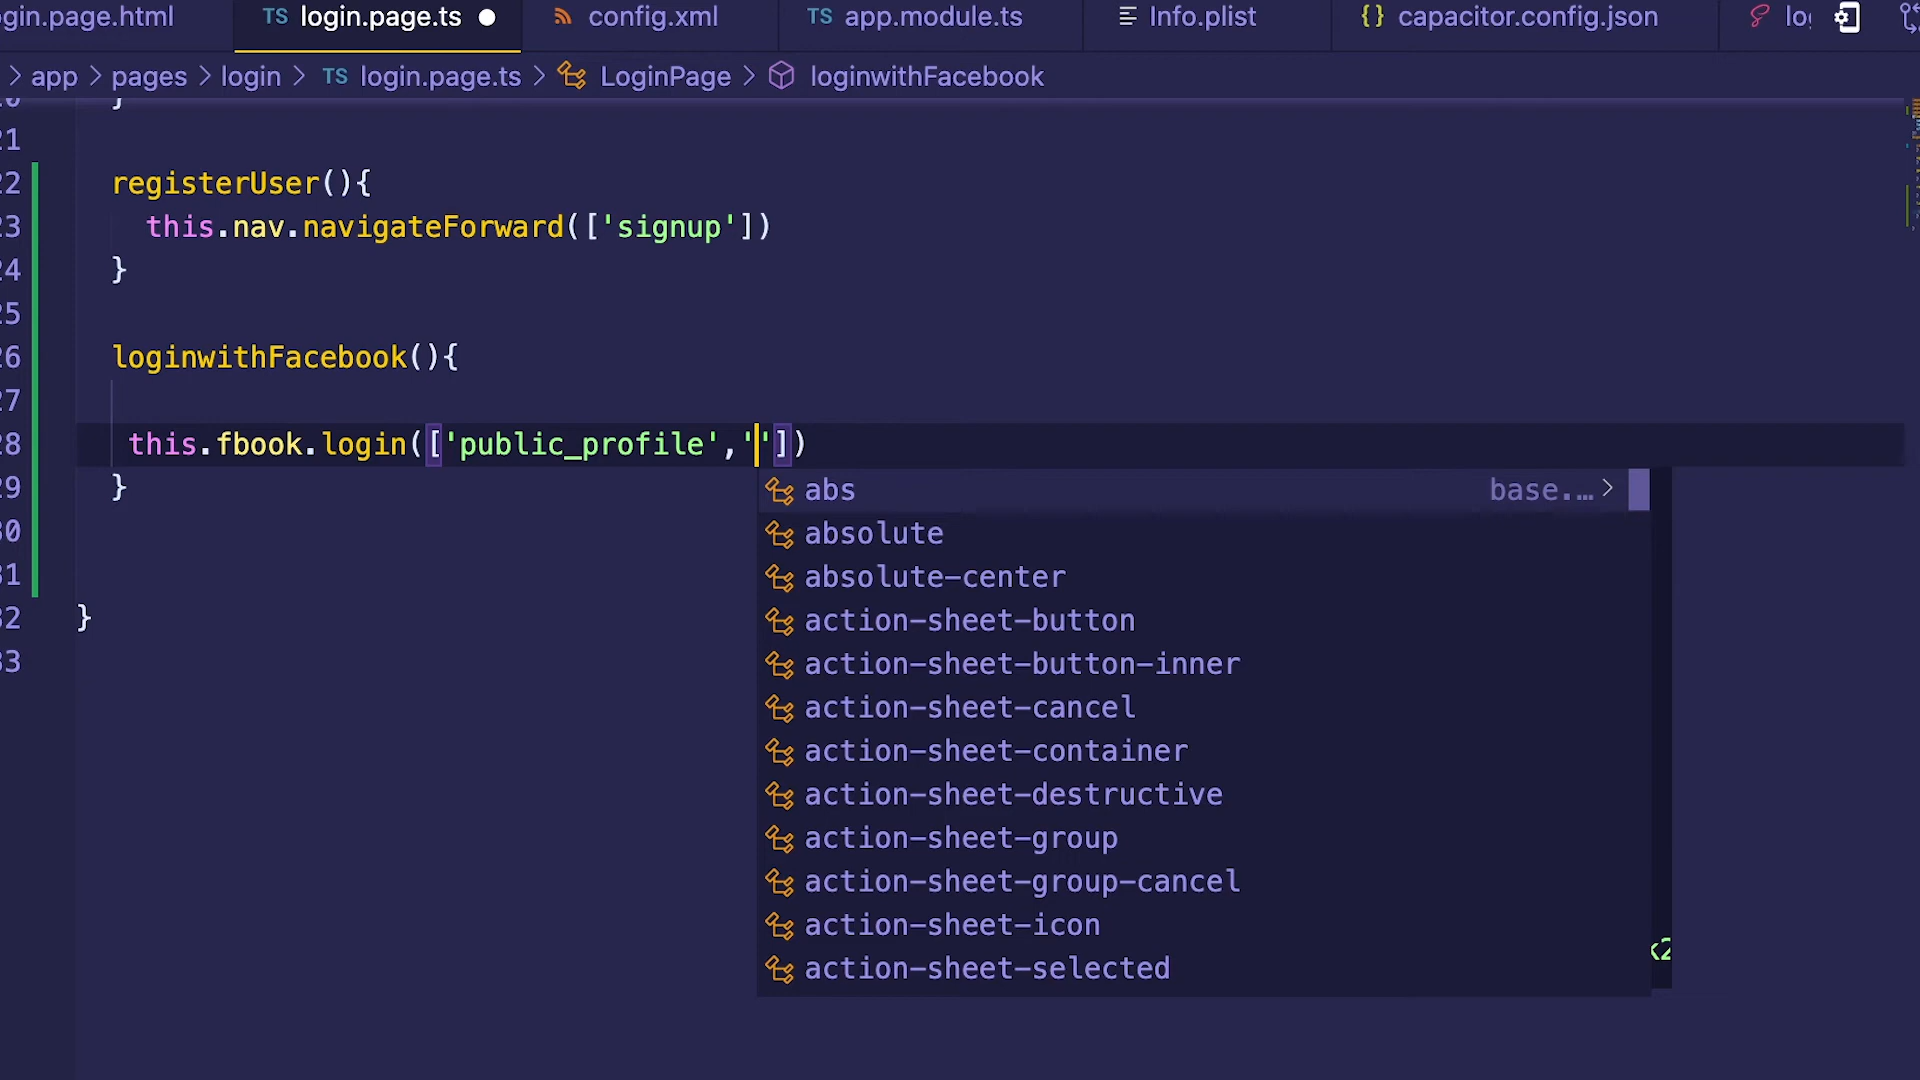 gin.page.html TS login.page.ts config.xml TS app.module.ts Info.plist {} capacitor.config.json
> app > pages > login > TS login.page.ts > LoginPage > loginwithFacebook
}
21
22 registerUser(){
23 this.nav.navigateForward(['signup'])
24 }
25
26 loginwithFacebook(){
27
28 this.fbook.login(['public_profile',''])
29 }
30
31
32 }
33
abs base.… >
absolute
absolute-center
action-sheet-button
action-sheet-button-inner
action-sheet-cancel
action-sheet-container
action-sheet-destructive
action-sheet-group
action-sheet-group-cancel
action-sheet-icon
action-sheet-selected